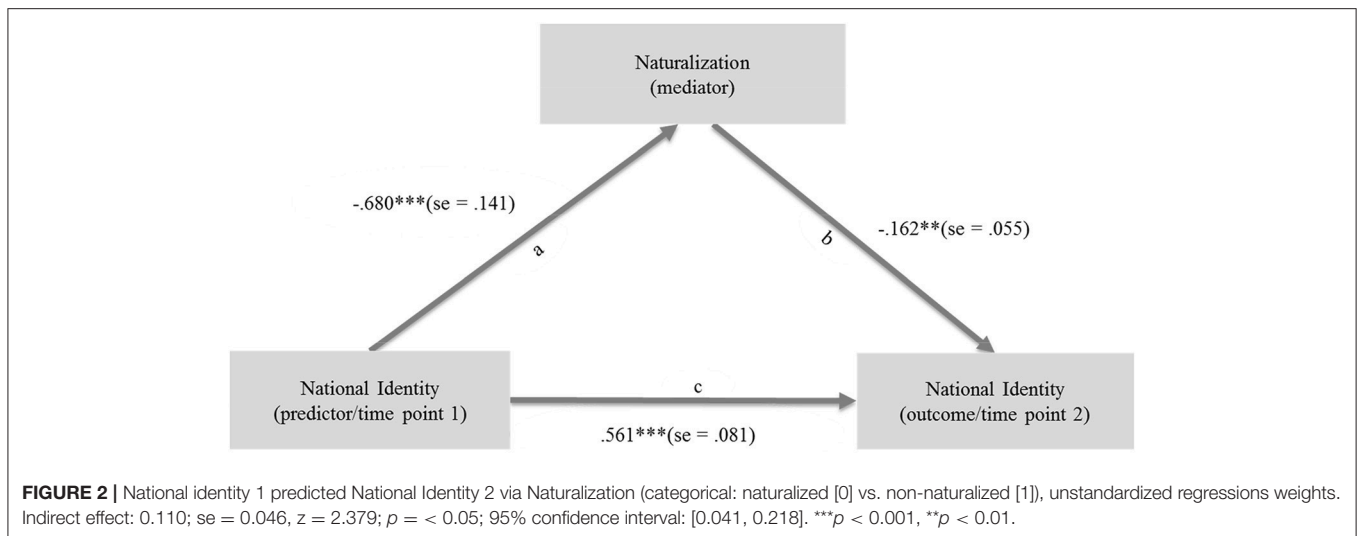 Naturalization
(mediator)
-.680***(se = .141)
a
b
-.162**(se = .055)
National Identity
(predictor/time point 1)
c
.561***(se = .081)
National Identity
(outcome/time point 2)
FIGURE 2 | National identity 1 predicted National Identity 2 via Naturalization (categorical: naturalized [0] vs. non-naturalized [1]), unstandardized regressions weights.
Indirect effect: 0.110; se = 0.046, z = 2.379; p = < 0.05; 95% confidence interval: [0.041, 0.218]. ***p < 0.001, **p < 0.01.